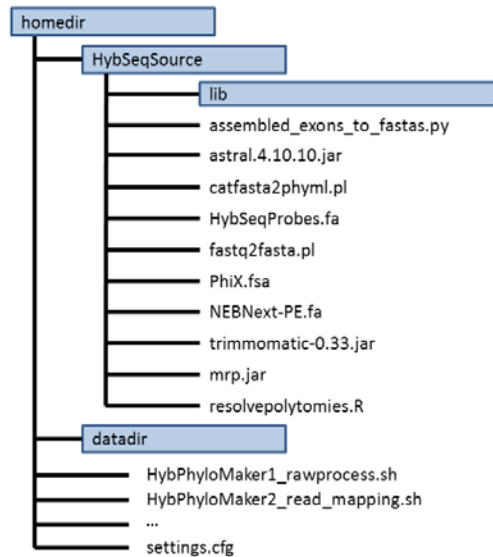 homedir
HybSeqSource
lib
assembled_exons_to_fastas.py
astral.4.10.10.jar
catfasta2phyml.pl
HybSeqProbes.fa
fastq2fasta.pl
PhiX.fsa
NEBNext-PE.fa
trimmomatic-0.33.jar
mrp.jar
resolvepolytomies.R
datadir
HybPhyloMaker1_rawprocess.sh
HybPhyloMaker2_read_mapping.sh
...
settings.cfg